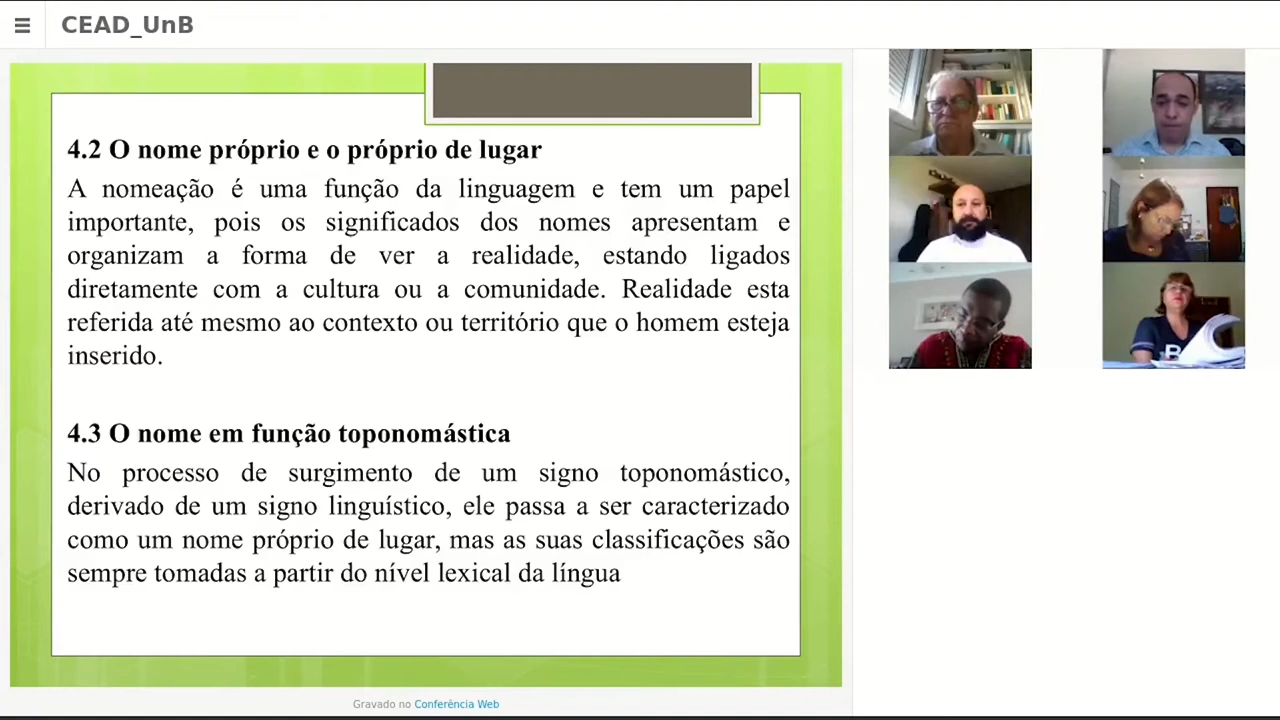 CEAD_UnB
4.2 O nome próprio e o próprio de lugar
A nomeação é uma função da linguagem e tem um papel
importante, pois os significados dos nomes apresentam e
organizam a forma de ver a realidade, estando ligados
diretamente com a cultura ou a comunidade. Realidade esta
referida até mesmo ao contexto ou território que o homem esteja
inserido.
4.3 O nome em função toponomástica
No processo de surgimento de um signo toponomástico,
derivado de um signo linguístico, ele passa a ser caracterizado
como um nome próprio de lugar, mas as suas classificações são
sempre tomadas a partir do nível lexical da língua
Gravado no Conferência Web